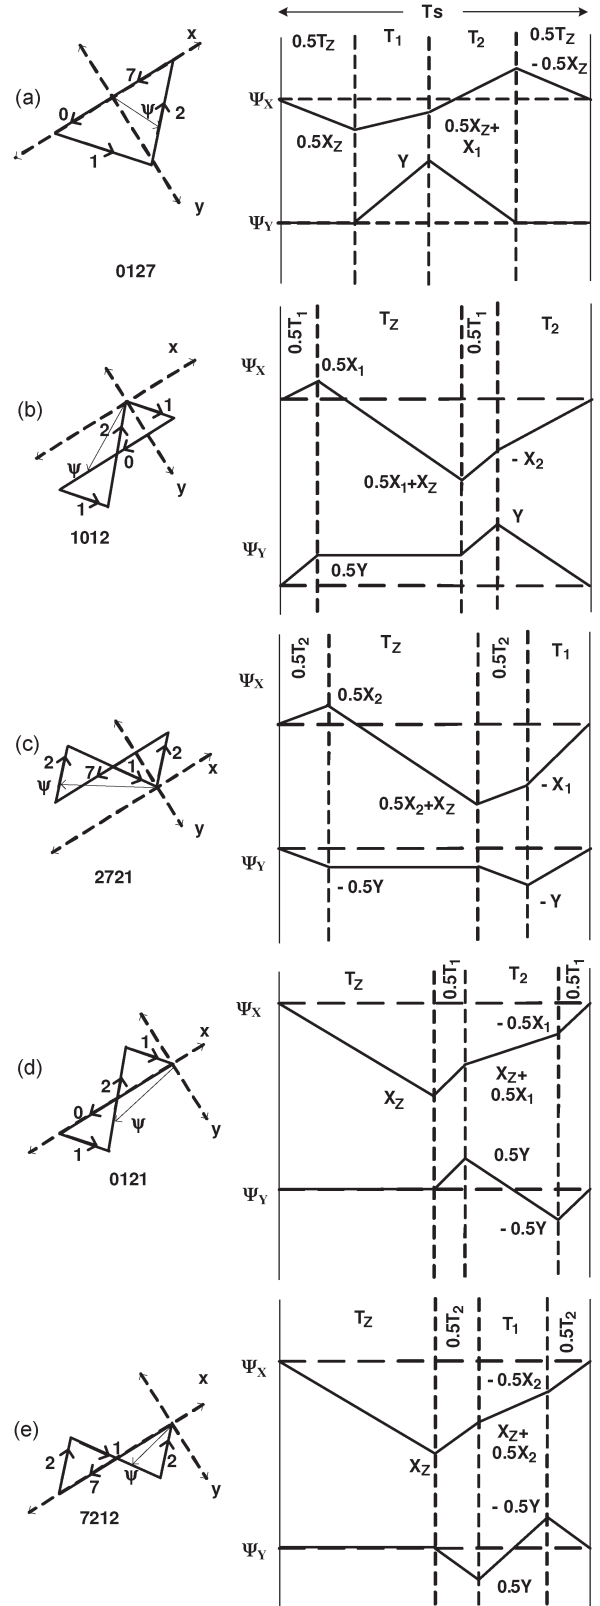 Ts
0.5T_Z T_1 T_2 0.5T_Z
x
7
(a)
0
Ψ
2
1
y
0127
Ψ_X
- 0.5X_Z
0.5X_Z
0.5X_Z+
X_1
Y
Ψ_Y
0.5T_1 T_Z 0.5T_1 T_2
x
(b)
1
2
Ψ
0
1
y
1012
Ψ_X
0.5X_1
0.5X_1+X_Z
- X_2
Y
Ψ_Y
0.5Y
0.5T_2 T_Z 0.5T_2 T_1
(c)
2
Ψ
7
1
2
x
y
2721
Ψ_X
0.5X_2
0.5X_2+X_Z
- X_1
Ψ_Y
- 0.5Y
- Y
T_Z 0.5T_1 T_2 0.5T_1
(d)
1
x
2
0
Ψ
1
y
0121
Ψ_X
- 0.5X_1
X_Z
X_Z+
0.5X_1
0.5Y
Ψ_Y
- 0.5Y
T_Z 0.5T_2 T_1 0.5T_2
(e)
x
2
1
7
Ψ
2
y
7212
Ψ_X
- 0.5X_2
X_Z
X_Z+
0.5X_2
- 0.5Y
Ψ_Y
0.5Y